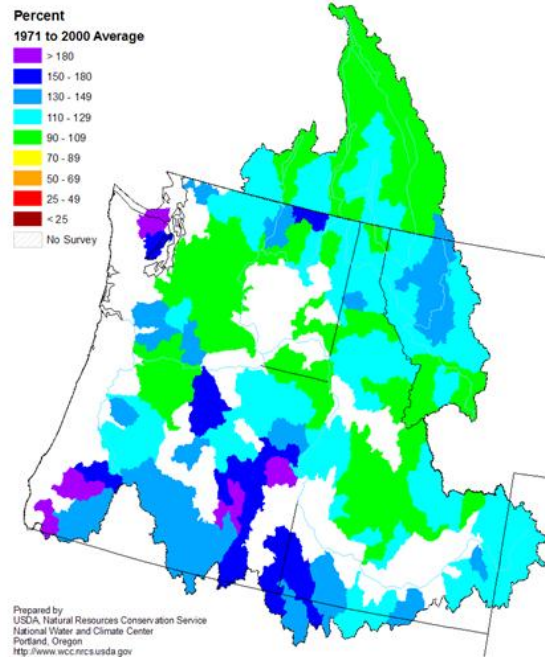 Percent
1971 to 2000 Average
> 180
150 - 180
130 - 149
110 - 129
90 - 109
70 - 89
50 - 69
25 - 49
< 25
No Survey
Prepared by
USDA, Natural Resources Conservation Service
National Water and Climate Center
Portland, Oregon
http://www.wcc.nrcs.usda.gov